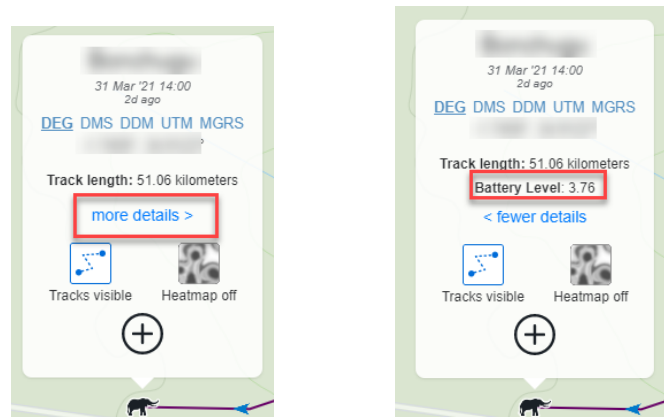 31 Mar '21 14:00
2d ago
DEG DMS DDM UTM MGRS
Track length: 51.06 kilometers
more details >
Tracks visible
Heatmap off
31 Mar '21 14:00
2d ago
DEG DMS DDM UTM MGRS
Track length: 51.06 kilometers
Battery Level: 3.76
< fewer details
Tracks visible
Heatmap off